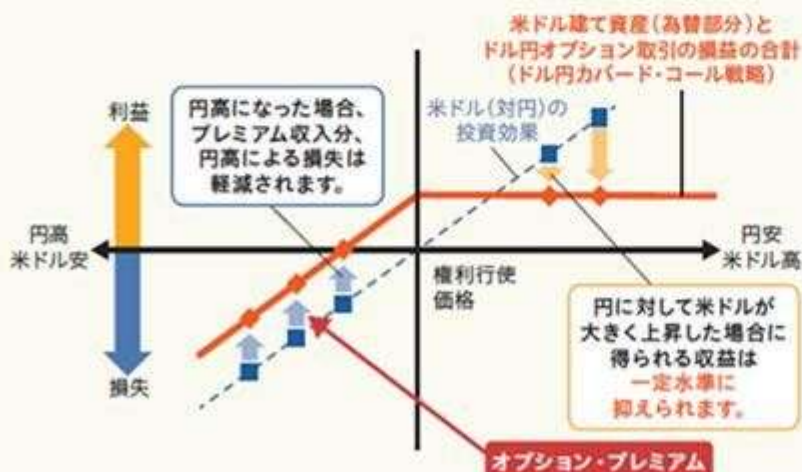 米ドル建て資産（為替部分）と
ドル円オプション取引の損益の合計
（ドル円カバード・コール戦略）
利益
円高になった場合、
プレミアム収入分、
円高による損失は
軽減されます。
米ドル（対円）の
投資効果
円高
米ドル安
円安
米ドル高
権利行使
価格
円に対して米ドルが
大きく上昇した場合に
得られる収益は
一定水準に
抑えられます。
損失
オプション・プレミアム